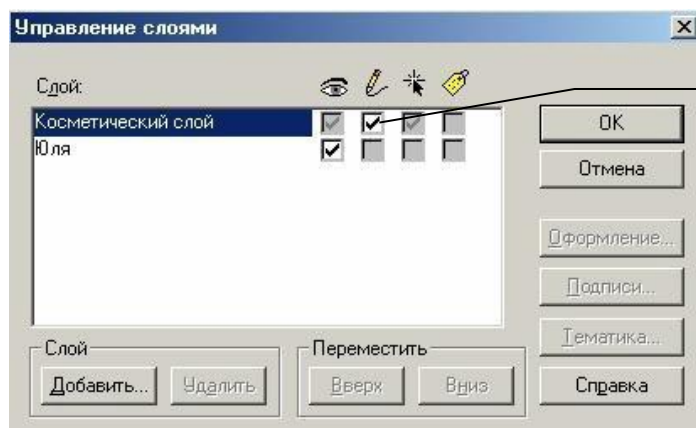 Управление слоями
Слой:
Косметический слой
Юля
OK
Отмена
Оформление...
Подписи...
Тематика...
Слой
Добавить...
Удалить
Переместить
Вверх
Вниз
Справка